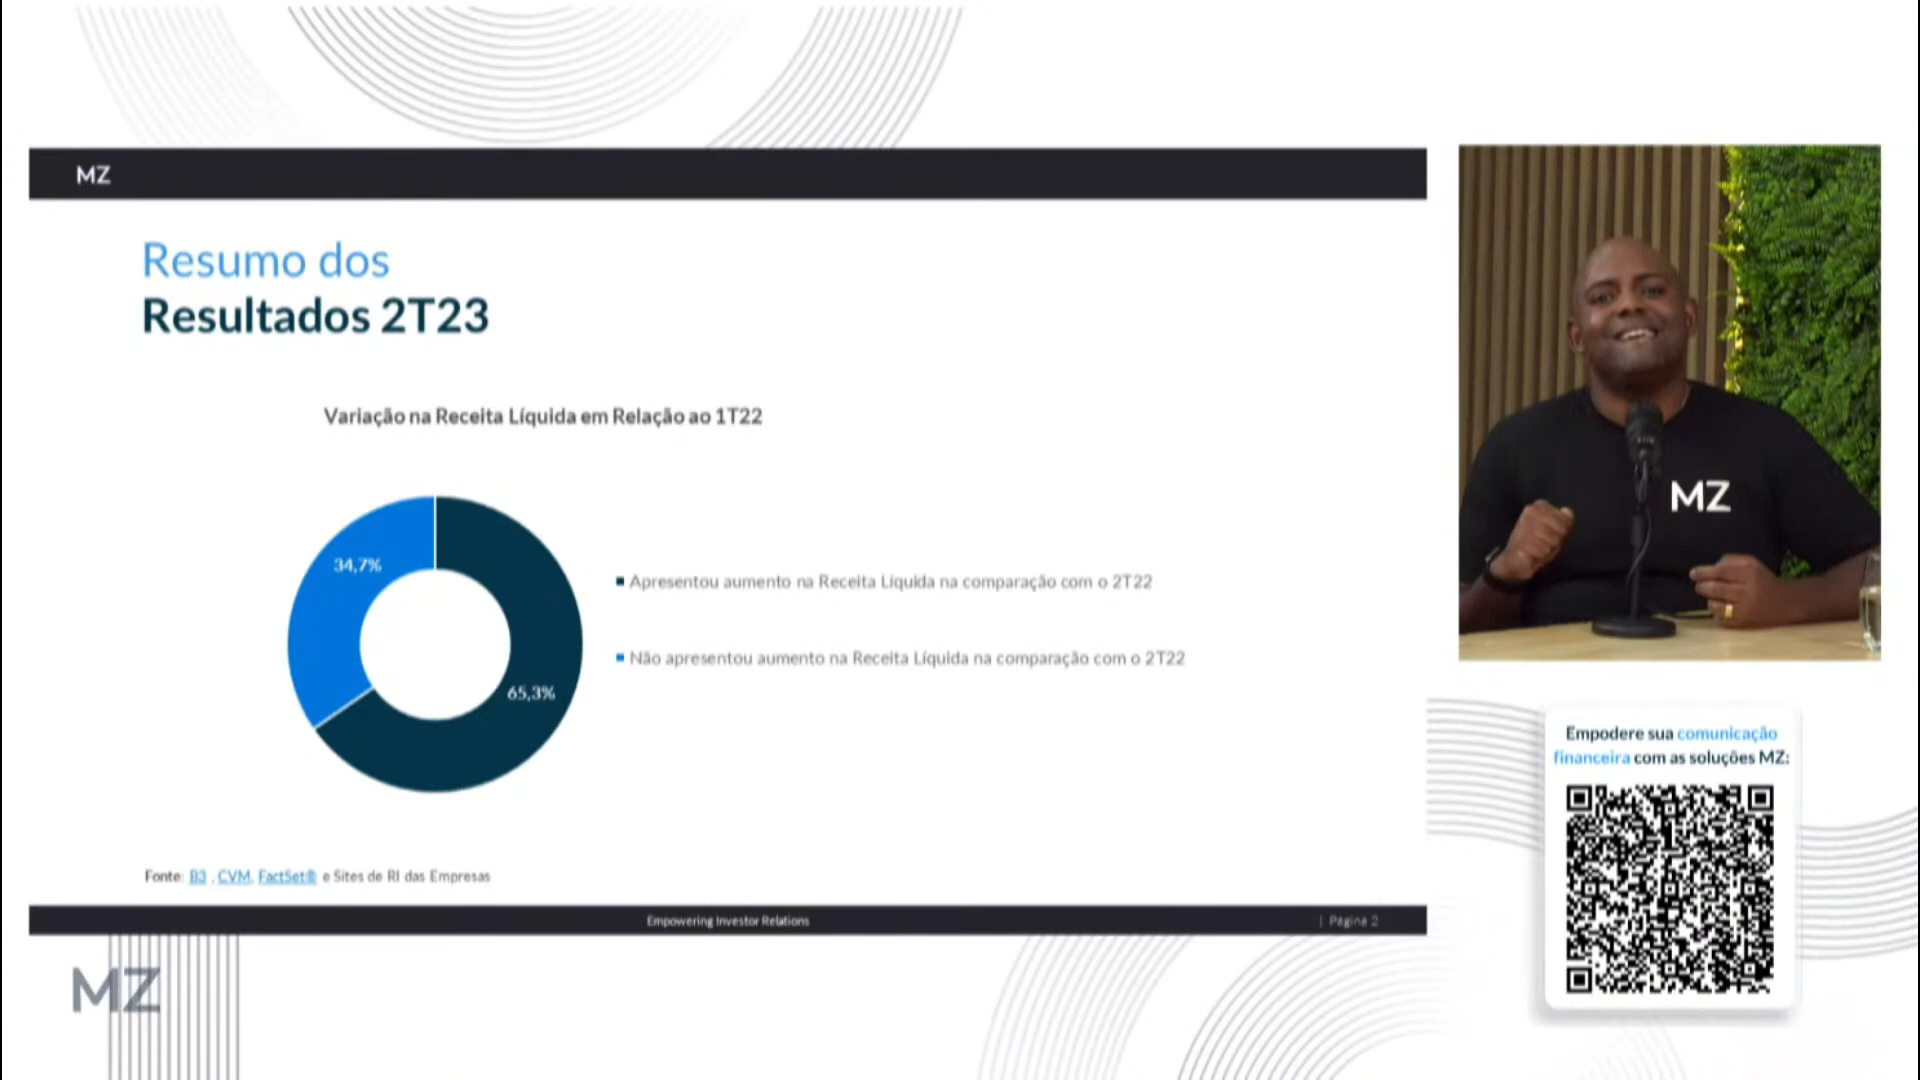 MZ
Resumo dos
Resultados 2T23
Variação na Receita Líquida em Relação ao 1T22
34,7%
65,3%
Apresentou aumento na Receita Líquida na comparação com o 2T22
Não apresentou aumento na Receita Líquida na comparação com o 2T22
Fonte: B3 , CVM, FactSet® e Sites de RI das Empresas
Empowering Investor Relations
| Página 2
MZ
MZ
Empodere sua comunicação
financeira com as soluções MZ: